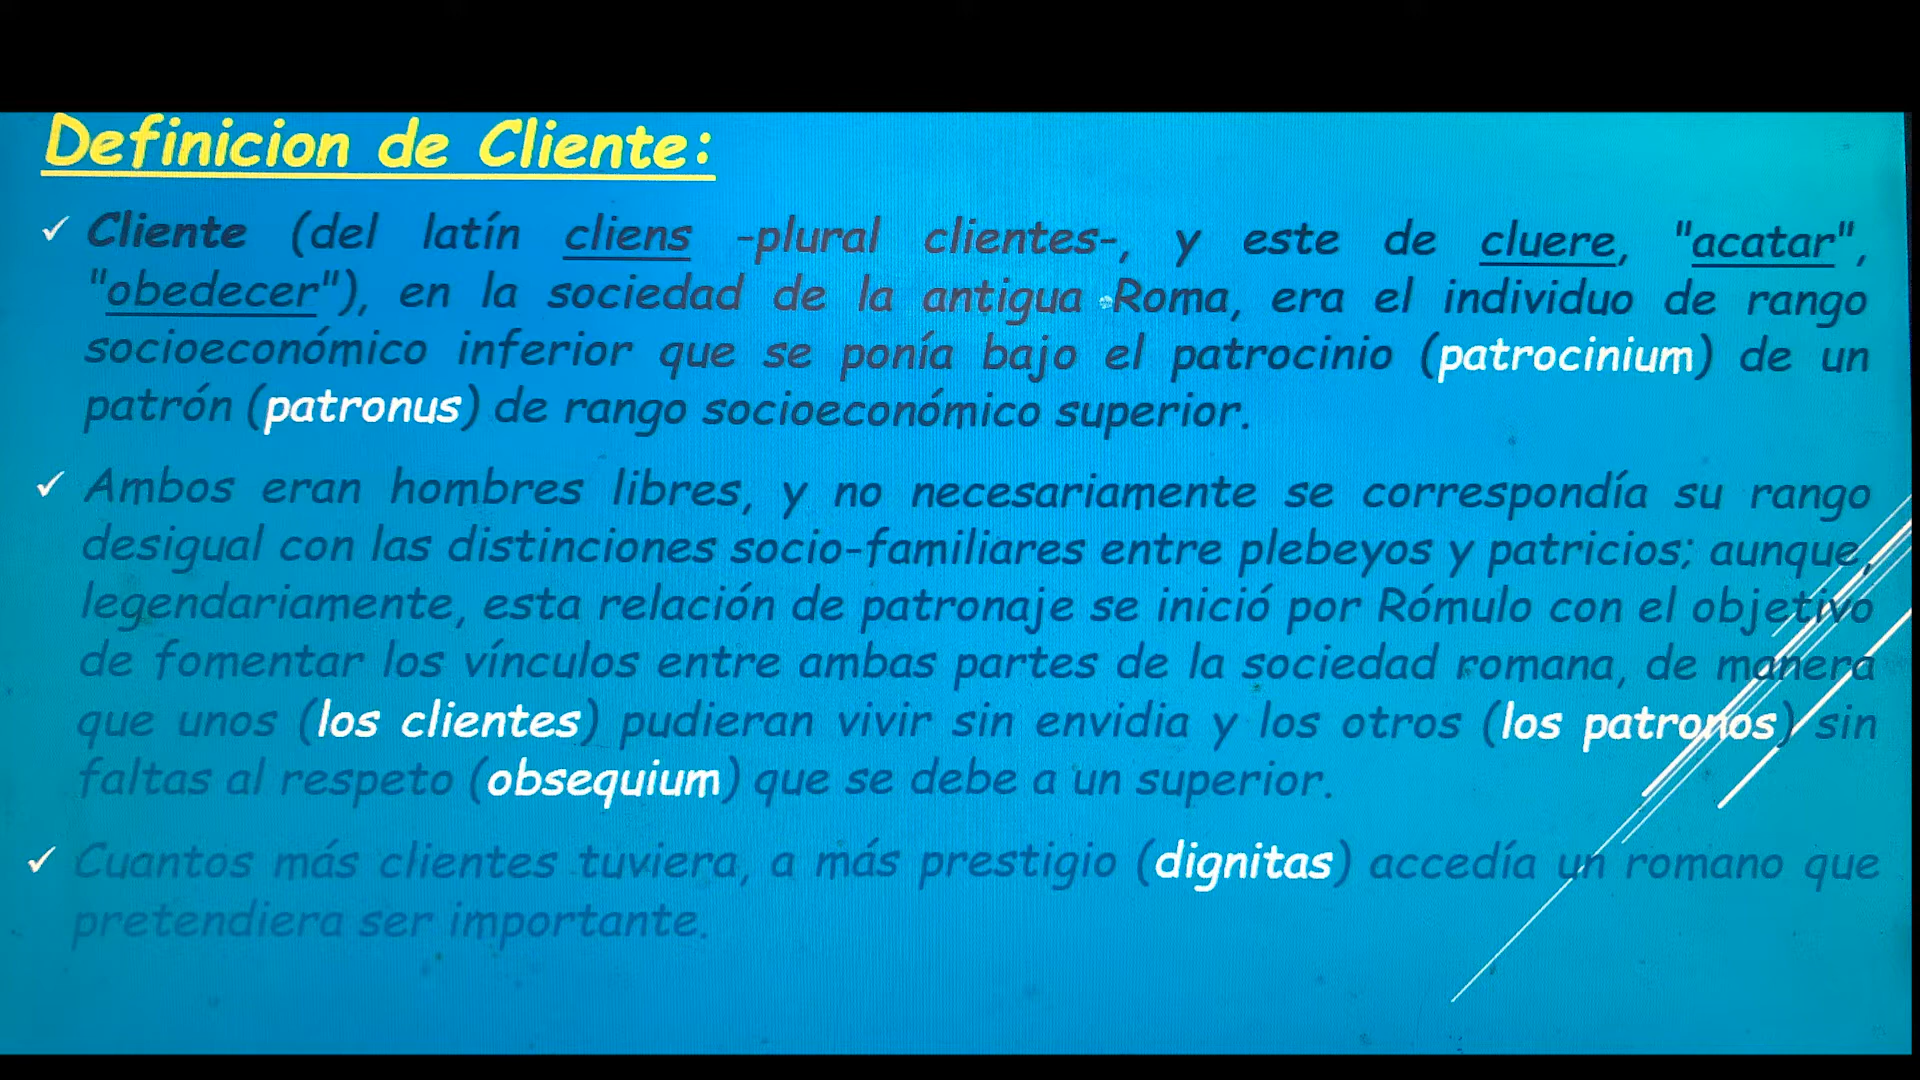 Definicion de Cliente:
✓ Cliente (del latín cliens -plural clientes-, y este de cluere, "acatar",
"obedecer"), en la sociedad de la antigua Roma, era el individuo de rango
socioeconómico inferior que se ponía bajo el patrocinio (patrocinium) de un
patrón (patronus) de rango socioeconómico superior.
✓ Ambos eran hombres libres, y no necesariamente se correspondía su rango
desigual con las distinciones socio-familiares entre plebeyos y patricios; aunque,
legendariamente, esta relación de patronaje se inició por Rómulo con el objetivo
de fomentar los vínculos entre ambas partes de la sociedad romana, de manera
que unos (los clientes) pudieran vivir sin envidia y los otros (los patronos) sin
faltas al respeto (obsequium) que se debe a un superior.
✓ Cuantos más clientes tuviera, a más prestigio (dignitas) accedía un romano que
pretendiera ser importante.